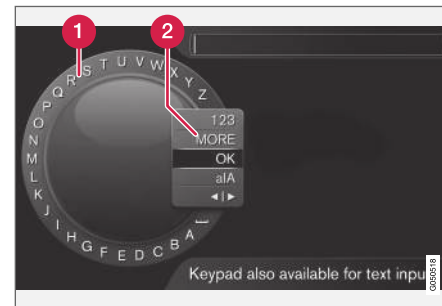 1
2
A B C D E F G H I J K L M N O P Q R S T U V W X Y Z
123
MORE
OK
a|A
◄|►
Keypad also available for text inpu
G050518